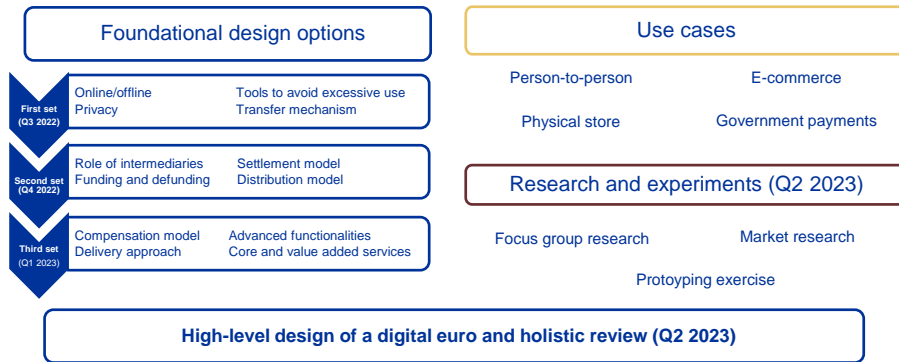 Foundational design options
First set
(Q3 2022)
Online/offline
Privacy
Tools to avoid excessive use
Transfer mechanism
Second set
(Q4 2022)
Role of intermediaries
Funding and defunding
Settlement model
Distribution model
Third set
(Q1 2023)
Compensation model
Delivery approach
Advanced functionalities
Core and value added services
Use cases
Person-to-person
E-commerce
Physical store
Government payments
Research and experiments (Q2 2023)
Focus group research
Market research
Protoyping exercise
High-level design of a digital euro and holistic review (Q2 2023)